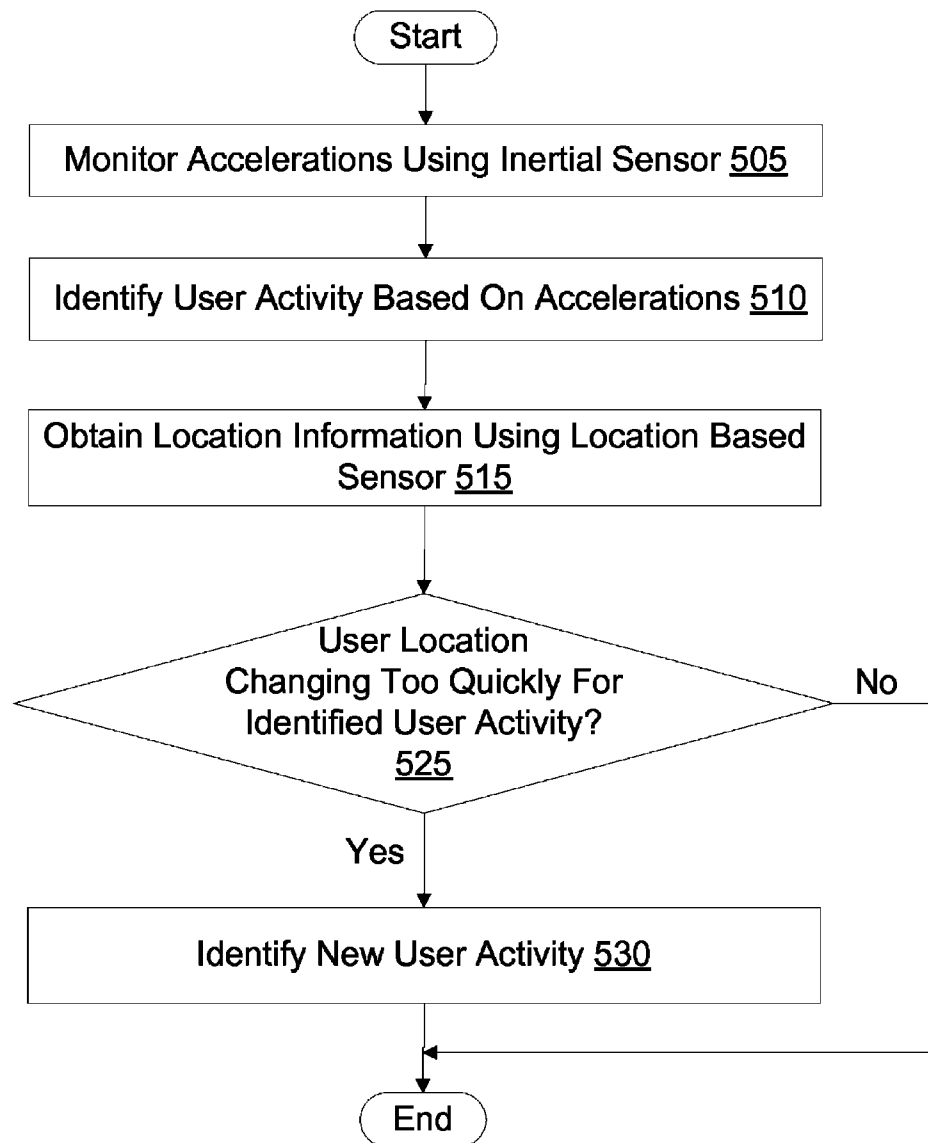 Start
Monitor Accelerations Using Inertial Sensor 505
Identify User Activity Based On Accelerations 510
Obtain Location Information Using Location Based
Sensor 515
User Location
Changing Too Quickly For
Identified User Activity?
525
No
Yes
Identify New User Activity 530
End